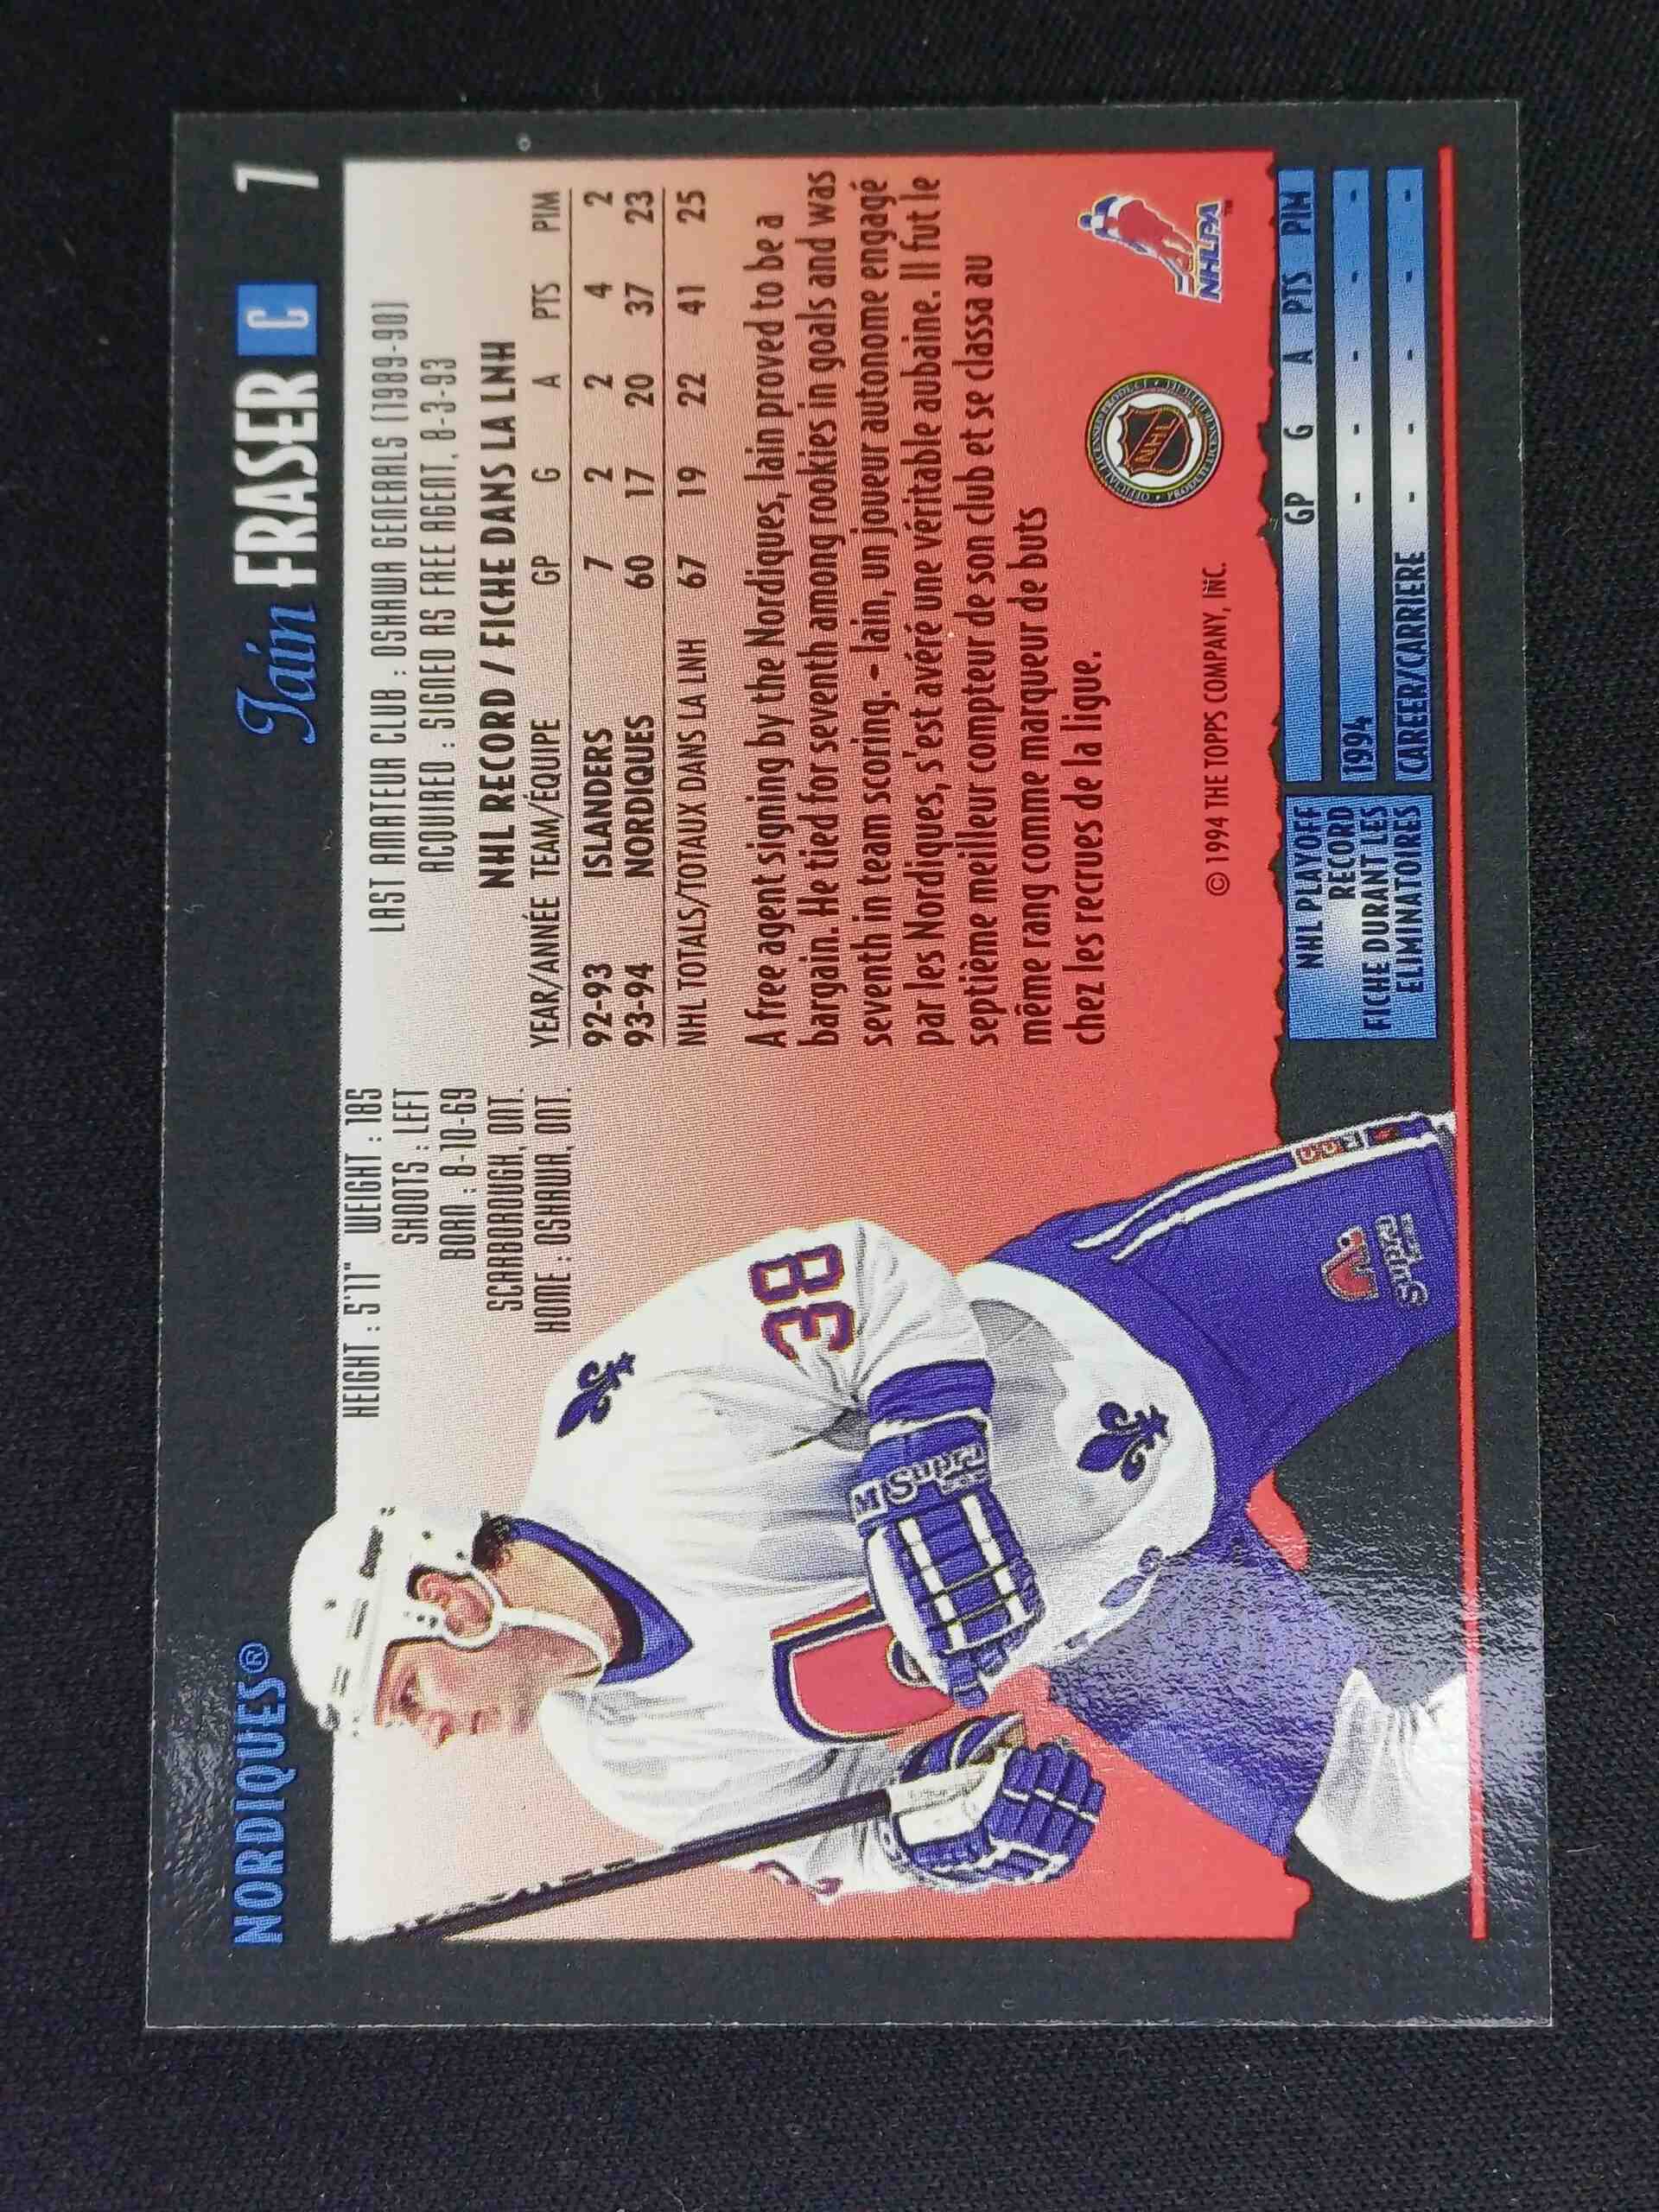 NORDIQUES®
Iain FRASER C 7
HEIGHT : 5'11" WEIGHT : 185
SHOOTS : LEFT
BORN : 8-10-69
SCARBOROUGH, ONT.
HOME : OSHAWA, ONT.
LAST AMATEUR CLUB : OSHAWA GENERALS (1989-90)
ACQUIRED : SIGNED AS FREE AGENT, 8-3-93
NHL RECORD / FICHE DANS LA LNH
YEAR/ANNÉE TEAM/ÉQUIPE GP G A PTS PIM
92-93 ISLANDERS 7 2 2 4 2
93-94 NORDIQUES 60 17 20 37 23
NHL TOTALS/TOTAUX DANS LA LNH 67 19 22 41 25
A free agent signing by the Nordiques, Iain proved to be a
bargain. He tied for seventh among rookies in goals and was
seventh in team scoring. - Iain, un joueur autonome engagé
par les Nordiques, s'est avéré une véritable aubaine. Il fut le
septième meilleur compteur de son club et se classa au
même rang comme marqueur de buts
chez les recrues de la ligue.
© 1994 THE TOPPS COMPANY, INC.
NHL
NHLPA™
38
Supra
Supra
NHL PLAYOFF
RECORD
FICHE DURANT LES
ELIMINATOIRES
GP G A PTS PIM
1994 - - - - -
CAREER/CARRIERE - - - - -